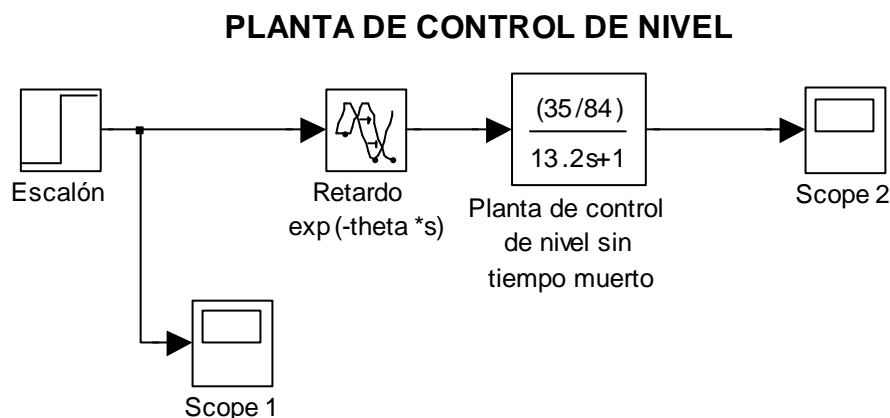 PLANTA DE CONTROL DE NIVEL
Escalón
Retardo
exp(-theta *s)
(35/84)
13.2s+1
Planta de control
de nivel sin
tiempo muerto
Scope 2
Scope 1